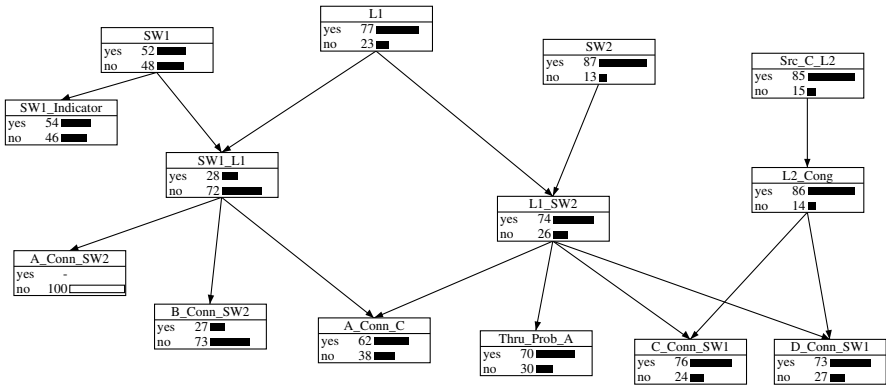 SW1
yes 52
no 48
L1
yes 77
no 23
SW2
yes 87
no 13
Src_C_L2
yes 85
no 15
SW1_Indicator
yes 54
no 46
SW1_L1
yes 28
no 72
L2_Cong
yes 86
no 14
L1_SW2
yes 74
no 26
A_Conn_SW2
yes -
no 100
B_Conn_SW2
yes 27
no 73
A_Conn_C
yes 62
no 38
Thru_Prob_A
yes 70
no 30
C_Conn_SW1
yes 76
no 24
D_Conn_SW1
yes 73
no 27